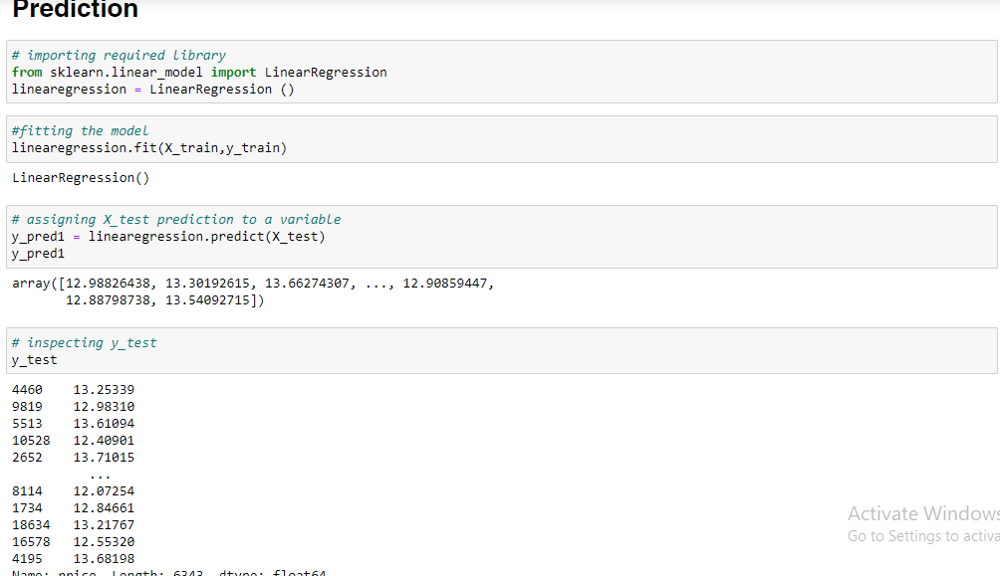 Prediction
# importing required library
from sklearn.linear_model import LinearRegression
linearegression = LinearRegression ()
#fitting the model
linearegression.fit(X_train,y_train)
LinearRegression()
# assigning X_test prediction to a variable
y_pred1 = linearegression.predict(X_test)
y_pred1
array([12.98826438, 13.30192615, 13.66274307, ..., 12.90859447,
12.88798738, 13.54092715])
# inspecting y_test
y_test
4460 13.25339
9819 12.98310
5513 13.61094
10528 12.40901
2652 13.71015
...
8114 12.07254
1734 12.84661
18634 13.21767
16578 12.55320
4195 13.68198
Name: price, Length: 6343, dtype: float64
Activate Windows
Go to Settings to activa